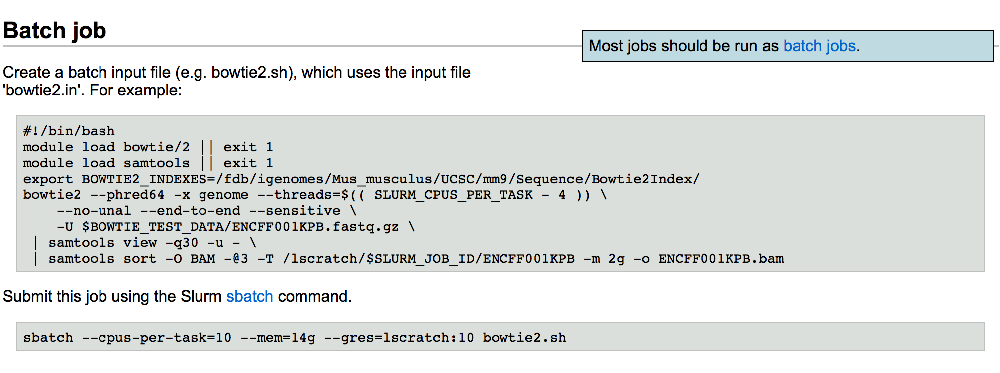 Batch job
Most jobs should be run as batch jobs.
Create a batch input file (e.g. bowtie2.sh), which uses the input file
'bowtie2.in'. For example:
#!/bin/bash
module load bowtie/2 || exit 1
module load samtools || exit 1
export BOWTIE2_INDEXES=/fdb/igenomes/Mus_musculus/UCSC/mm9/Sequence/Bowtie2Index/
bowtie2 --phred64 -x genome --threads=$(( SLURM_CPUS_PER_TASK - 4 )) \
    --no-unal --end-to-end --sensitive \
    -U $BOWTIE_TEST_DATA/ENCFF001KPB.fastq.gz \
 | samtools view -q30 -u - \
 | samtools sort -O BAM -@3 -T /lscratch/$SLURM_JOB_ID/ENCFF001KPB -m 2g -o ENCFF001KPB.bam
Submit this job using the Slurm sbatch command.
sbatch --cpus-per-task=10 --mem=14g --gres=lscratch:10 bowtie2.sh